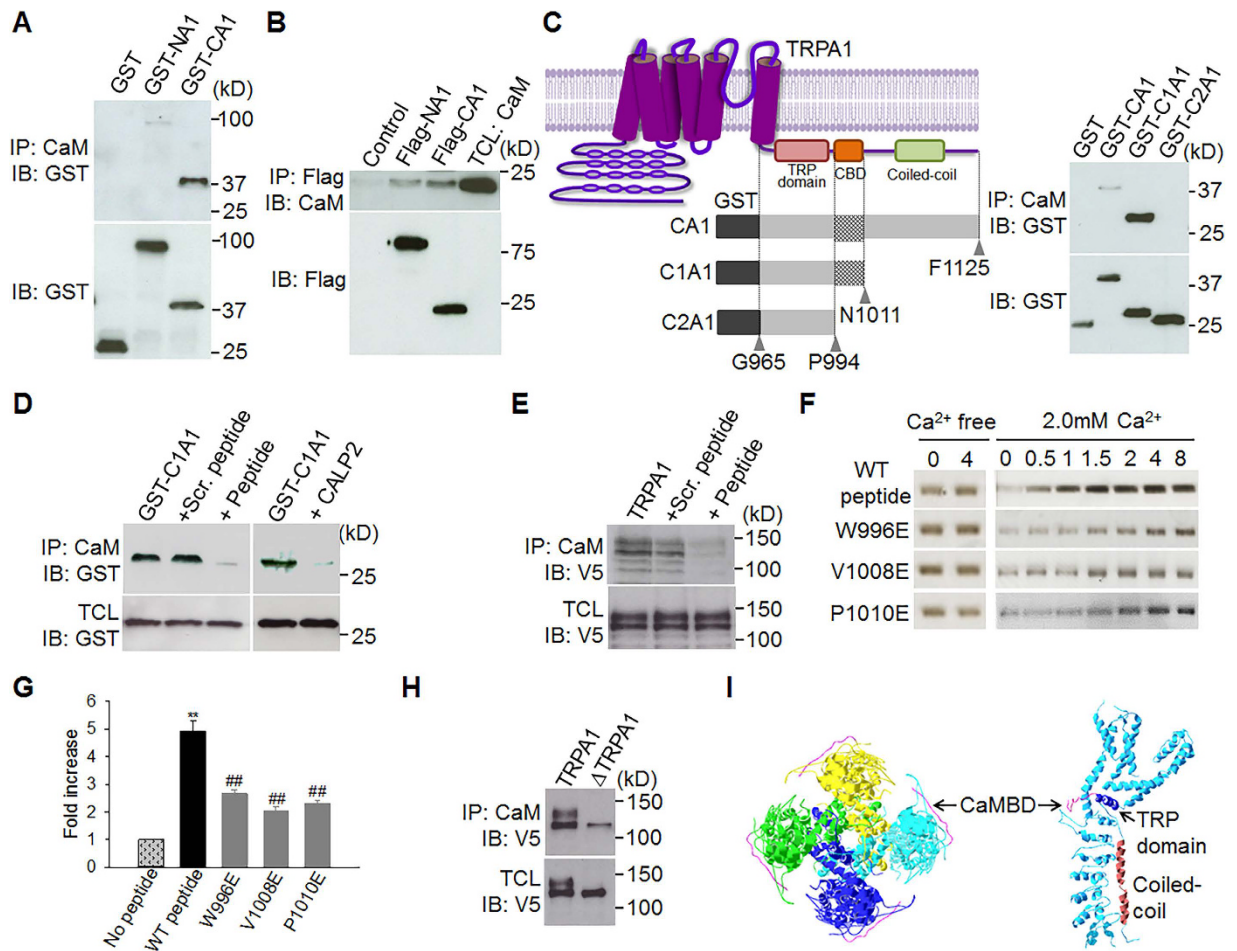 A
GST
GST-NA1
GST-CA1
(kD)
IP: CaM
IB: GST
100
37
25
IB: GST
100
37
25
B
Control
Flag-NA1
Flag-CA1
TCL: CaM
(kD)
IP: Flag
IB: CaM
25
IB: Flag
75
25
C
TRPA1
TRP
domain
CBD
Coiled-coil
GST
CA1
F1125
C1A1
N1011
C2A1
G965
P994
GST
GST-CA1
GST-C1A1
GST-C2A1
(kD)
IP: CaM
IB: GST
37
25
IB: GST
37
25
D
GST-C1A1
+Scr. peptide
+ Peptide
GST-C1A1
+ CALP2
(kD)
IP: CaM
IB: GST
25
TCL
IB: GST
25
E
TRPA1
+Scr. peptide
+ Peptide
(kD)
IP: CaM
IB: V5
150
100
TCL
IB: V5
150
100
F
Ca²⁺ free
2.0mM Ca²⁺
0 4
0 0.5 1 1.5 2 4 8
WT
peptide
W996E
V1008E
P1010E
G
Fold increase
6
5
4
3
2
1
0
**
##
##
##
No peptide
WT peptide
W996E
V1008E
P1010E
H
TRPA1
ΔTRPA1
(kD)
IP: CaM
IB: V5
150
100
TCL
IB: V5
150
100
I
CaMBD
TRP
domain
Coiled-
coil